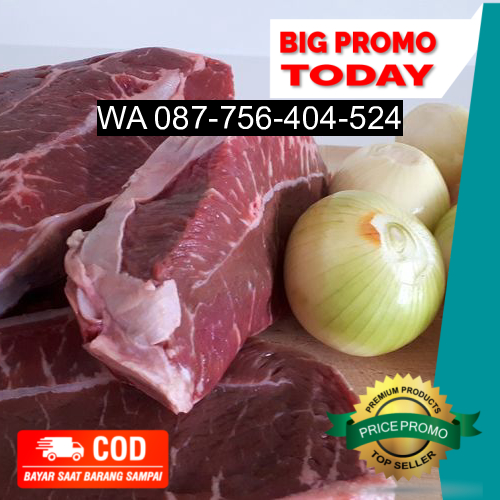 BIG PROMO
TODAY
WA 087-756-404-524
PREMIUM PRODUCTS
PRICE PROMO
TOP SELLER
COD
BAYAR SAAT BARANG SAMPAI